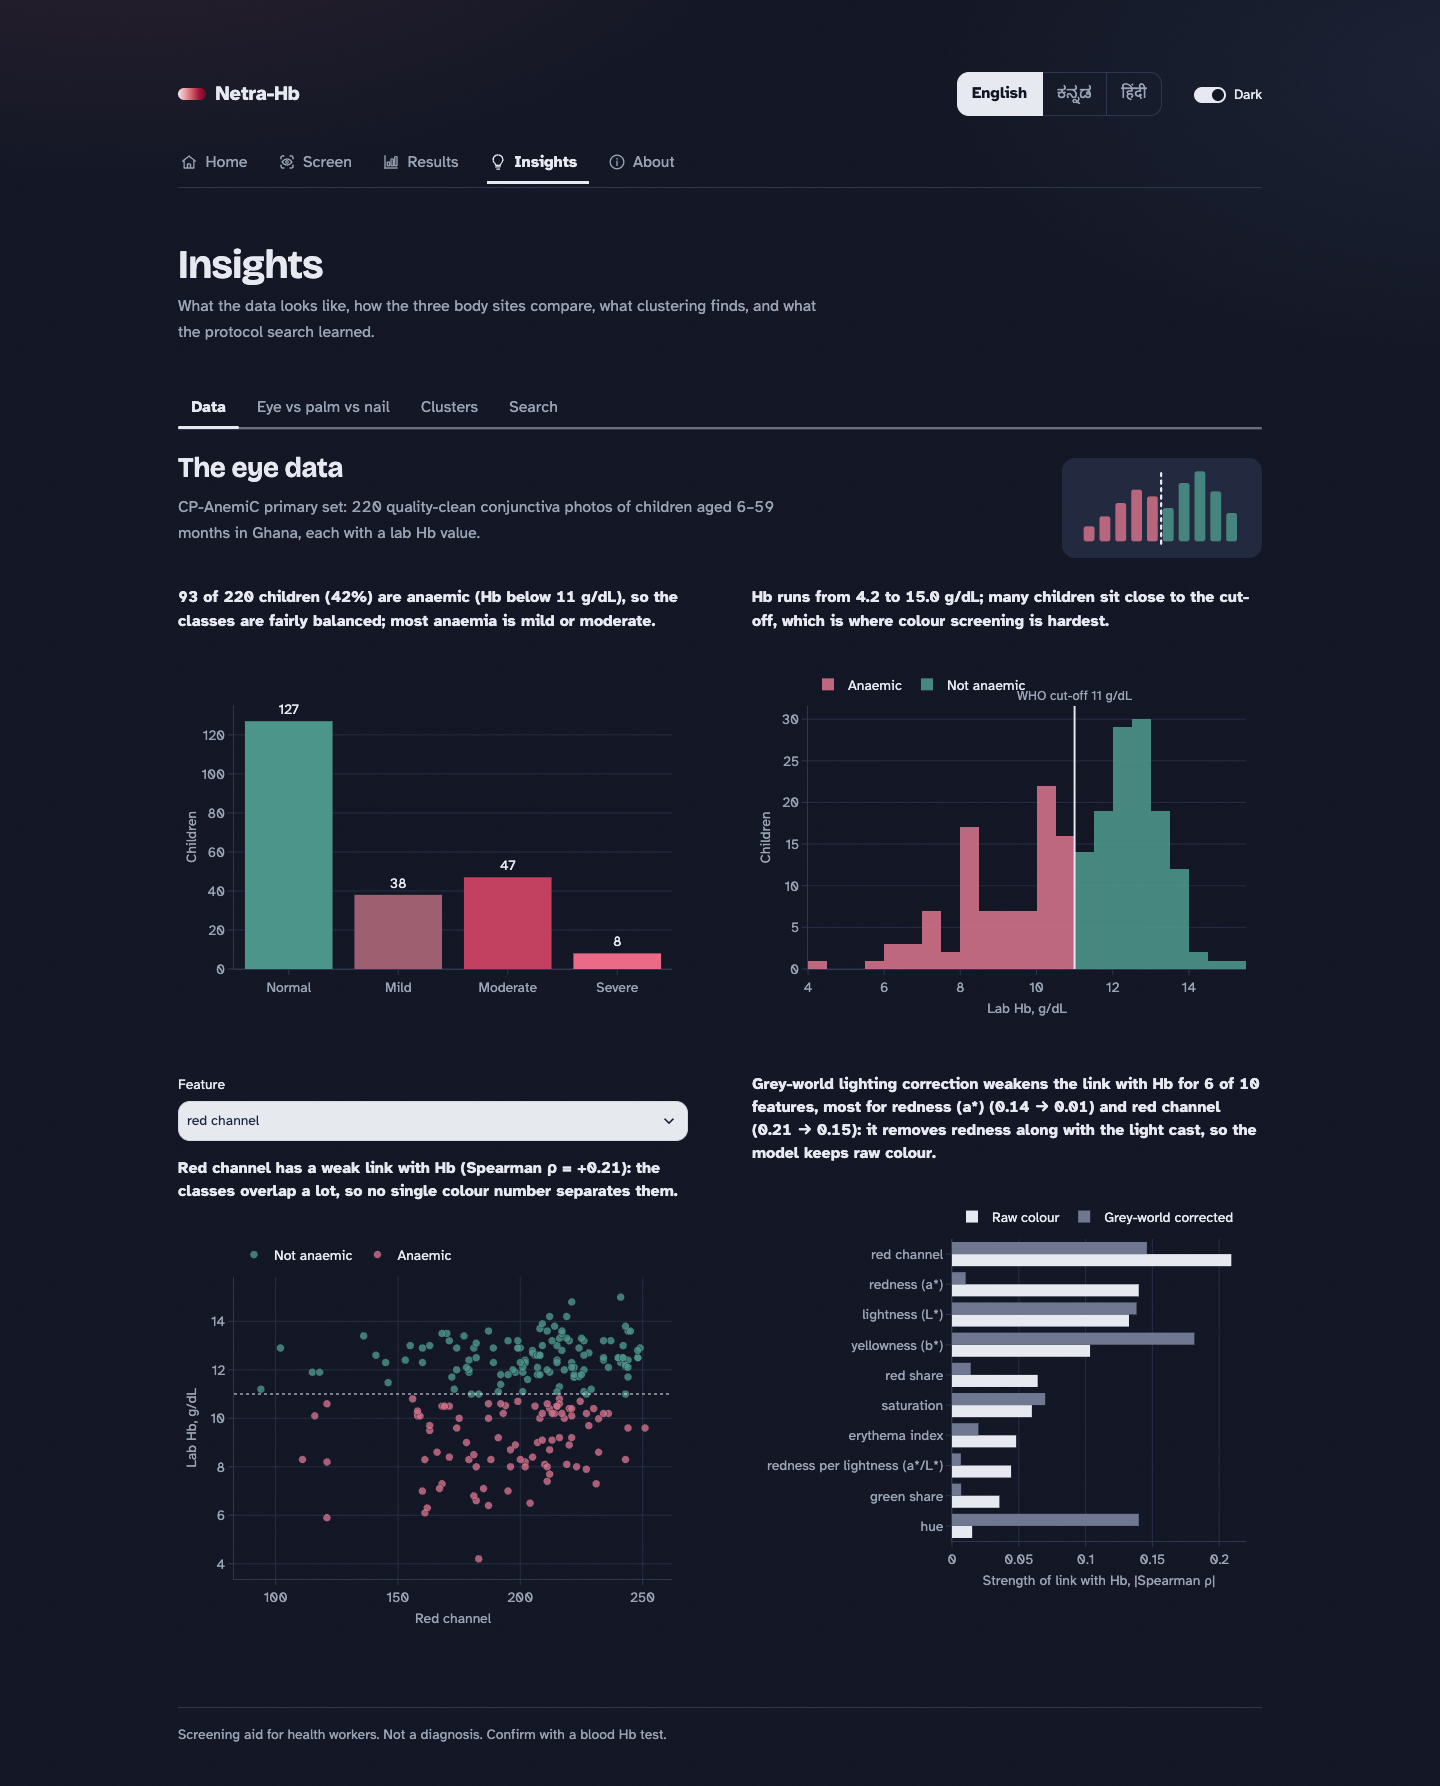 Netra-Hb
English
ಕನ್ನಡ
हिंदी
Dark
Home
Screen
Results
Insights
About
Insights
What the data looks like, how the three body sites compare, what clustering finds, and what
the protocol search learned.
Data
Eye vs palm vs nail
Clusters
Search
The eye data
CP-AnemiC primary set: 220 quality-clean conjunctiva photos of children aged 6–59
months in Ghana, each with a lab Hb value.
93 of 220 children (42%) are anaemic (Hb below 11 g/dL), so the
classes are fairly balanced; most anaemia is mild or moderate.
127
38
47
8
120
100
80
60
40
20
0
Children
Normal
Mild
Moderate
Severe
Hb runs from 4.2 to 15.0 g/dL; many children sit close to the cut-
off, which is where colour screening is hardest.
Anaemic
Not anaemic
WHO cut-off 11 g/dL
30
25
20
15
10
5
0
Children
4
6
8
10
12
14
Lab Hb, g/dL
Feature
red channel
Red channel has a weak link with Hb (Spearman ρ = +0.21): the
classes overlap a lot, so no single colour number separates them.
Not anaemic
Anaemic
14
12
10
8
6
4
Lab Hb, g/dL
100
150
200
250
Red channel
Grey-world lighting correction weakens the link with Hb for 6 of 10
features, most for redness (a*) (0.14 → 0.01) and red channel
(0.21 → 0.15): it removes redness along with the light cast, so the
model keeps raw colour.
Raw colour
Grey-world corrected
red channel
redness (a*)
lightness (L*)
yellowness (b*)
red share
saturation
erythema index
redness per lightness (a*/L*)
green share
hue
0
0.05
0.1
0.15
0.2
Strength of link with Hb, |Spearman ρ|
Screening aid for health workers. Not a diagnosis. Confirm with a blood Hb test.